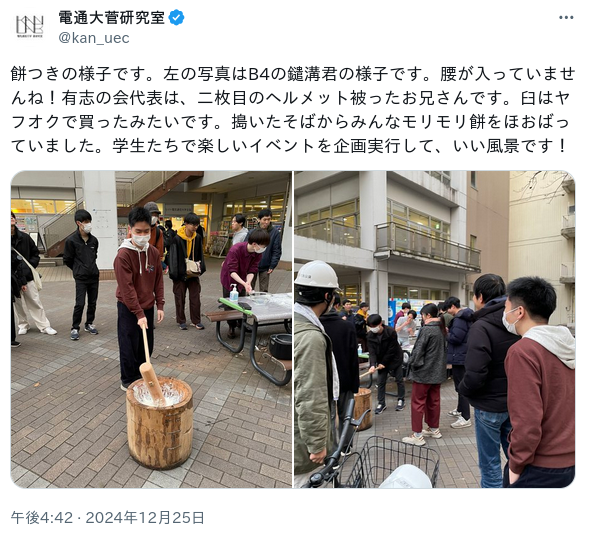 電通大菅研究室
@kan_uec
餅つきの様子です。左の写真はB4の鑓溝君の様子です。腰が入っていませ
んね！有志の会代表は、二枚目のヘルメット被ったお兄さんです。臼はヤ
フオクで買ったみたいです。搗いたそばからみんなモリモリ餅をほおばっ
ていました。学生たちで楽しいイベントを企画実行して、いい風景です！
午後4:42 · 2024年12月25日